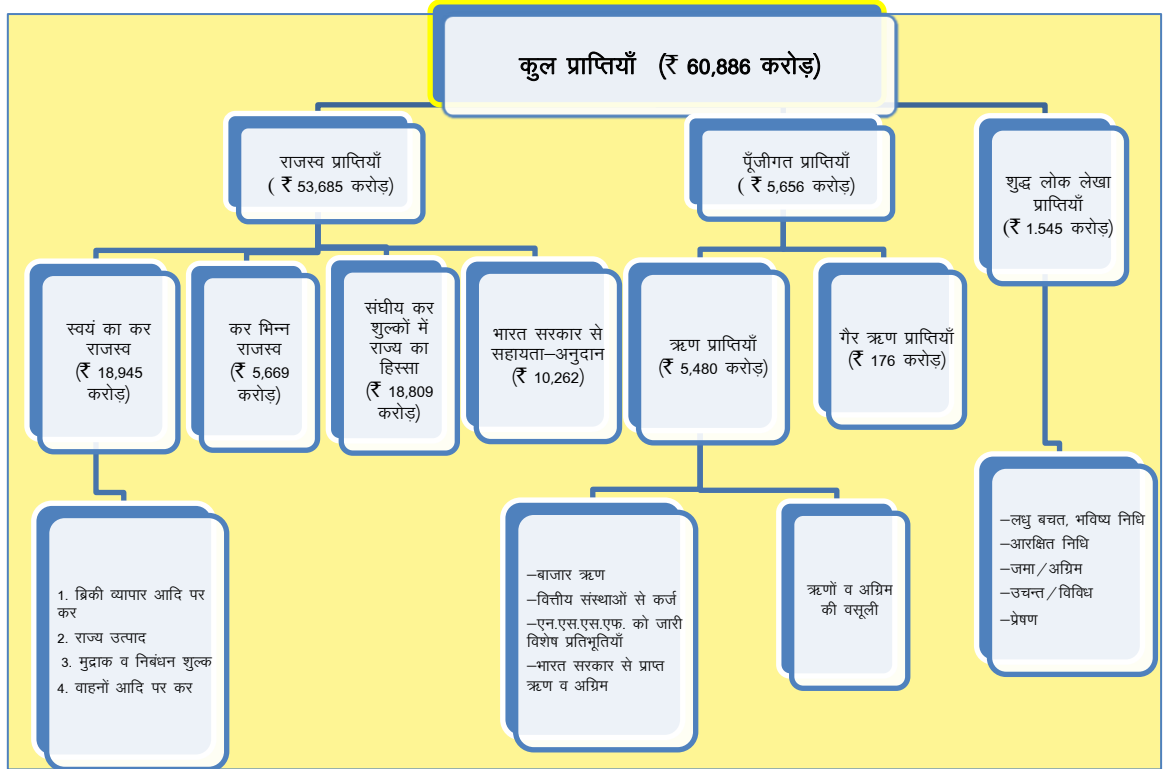 कुल प्राप्तियाँ (₹ 60,886 करोड़)
राजस्व प्राप्तियाँ
( ₹ 53,685 करोड़)
पूँजीगत प्राप्तियाँ
( ₹ 5,656 करोड़)
शुद्ध लोक लेखा
प्राप्तियाँ
(₹ 1.545 करोड़)
स्वयं का कर
राजस्व
(₹ 18,945
करोड़)
कर भिन्न
राजस्व
(₹ 5,669
करोड़)
संघीय कर
शुल्कों में
राज्य का
हिस्सा
(₹ 18,809
करोड़)
भारत सरकार से
सहायता–अनुदान
(₹ 10,262)
ऋण प्राप्तियाँ
(₹ 5,480 करोड़)
गैर ऋण प्राप्तियाँ
(₹ 176 करोड़)
1. ब्रिकी व्यापार आदि पर
कर
2. राज्य उत्पाद
3. मुद्राक व निबंधन शुल्क
4. वाहनों आदि पर कर
–बाजार ऋण
–वित्तीय संस्थाओं से कर्ज
–एन.एस.एस.एफ. को जारी
विशेष प्रतिभूतियाँ
–भारत सरकार से प्राप्त
ऋण व अग्रिम
ऋणों व अग्रिम
की वसूली
–लधु बचत, भविष्य निधि
–आरक्षित निधि
–जमा/अग्रिम
–उचन्त/विविध
–प्रेषण